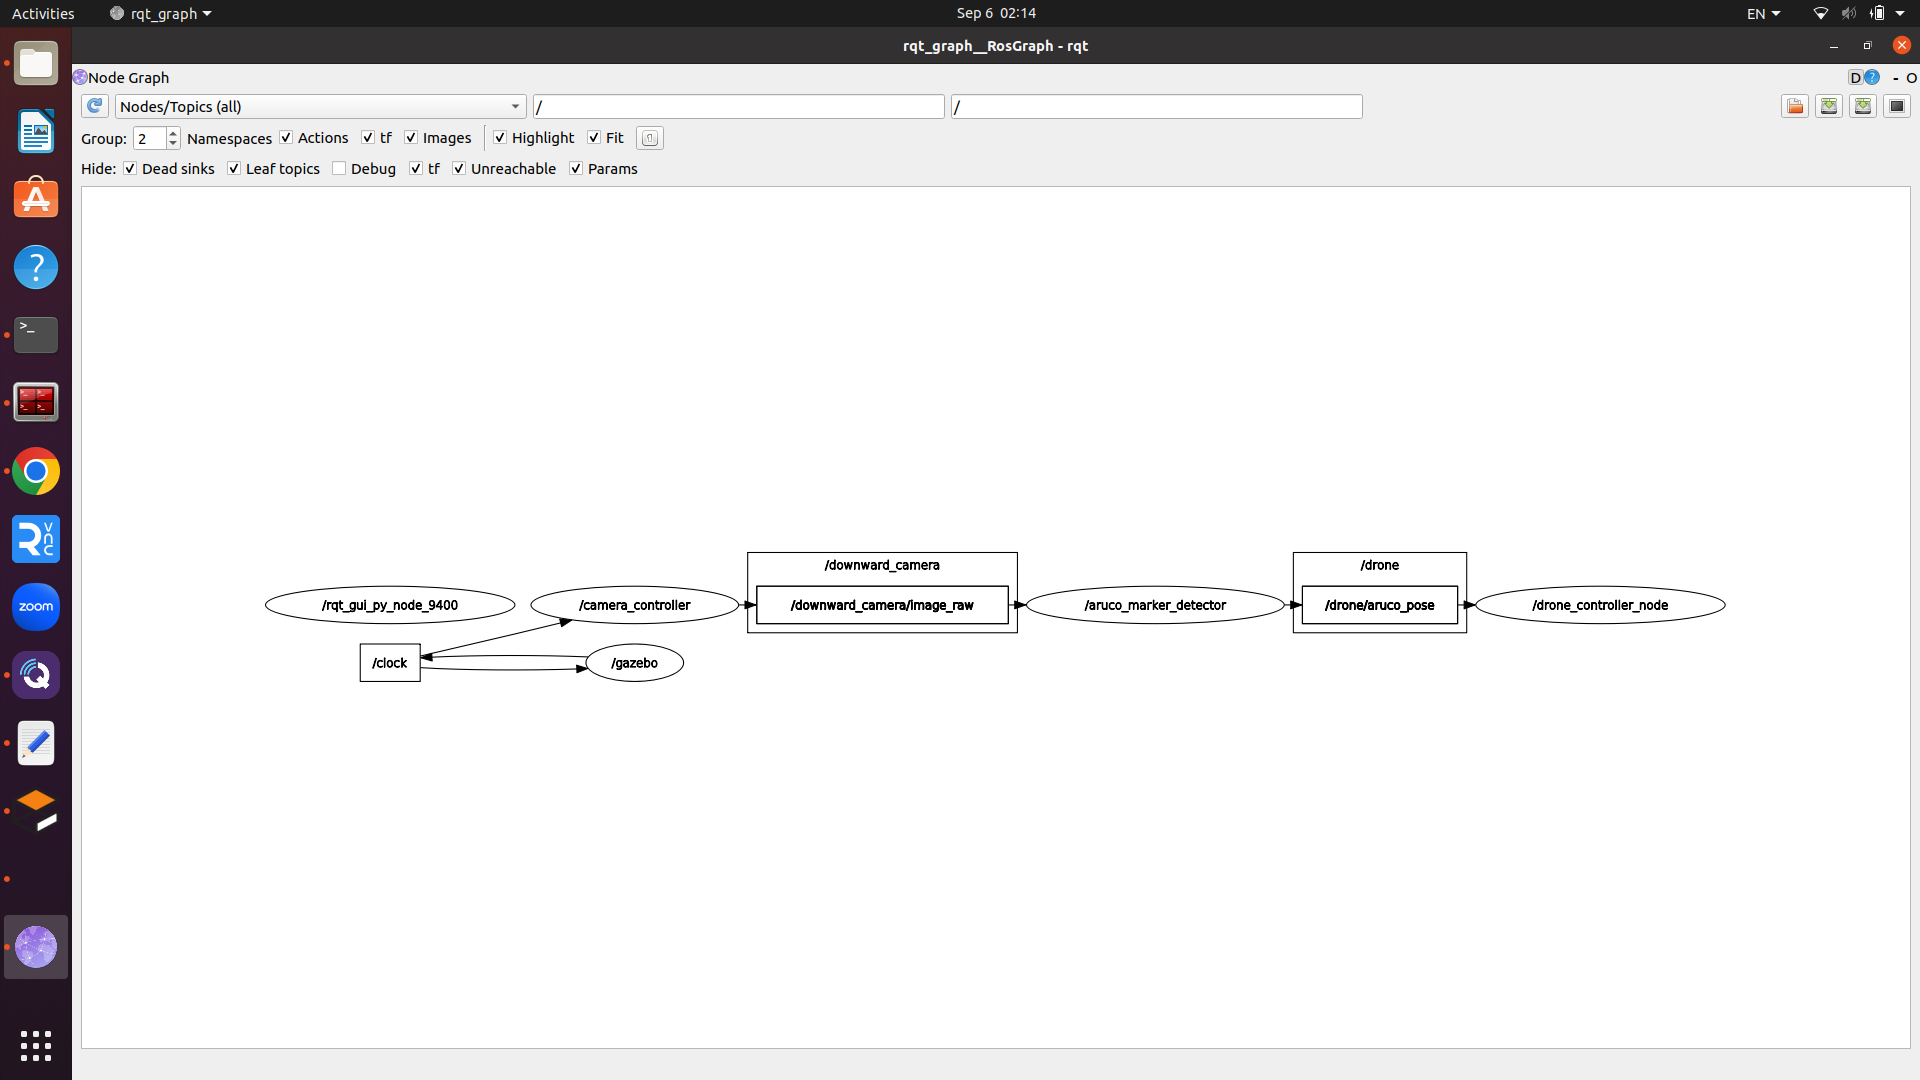 Activities rqt_graph Sep 6 02:14 EN
rqt_graph__RosGraph - rqt
Node Graph D ? - O
Nodes/Topics (all) / /
Group: 2 Namespaces Actions tf Images Highlight Fit
Hide: Dead sinks Leaf topics Debug tf Unreachable Params
/downward_camera /drone
/rqt_gui_py_node_9400 /camera_controller /downward_camera/image_raw /aruco_marker_detector /drone/aruco_pose /drone_controller_node
/clock /gazebo
A
?
>_
R VNC
zoom